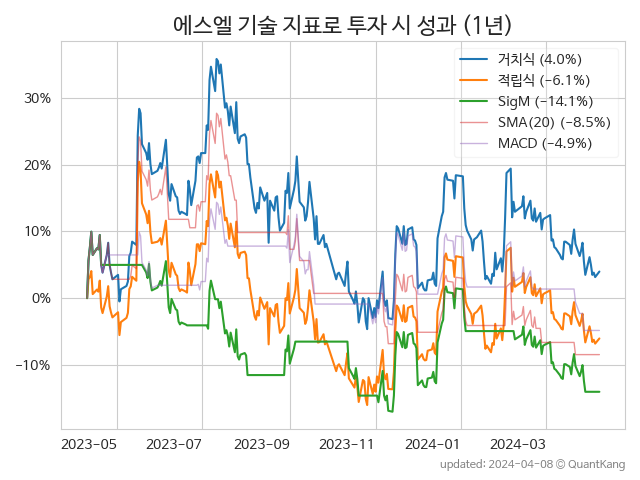 에스엘 기술 지표로 투자 시 성과 (1년)
거치식 (4.0%)
적립식 (−6.1%)
SigM (−14.1%)
SMA(20) (−8.5%)
MACD (−4.9%)
30%
20%
10%
0%
−10%
2023-05 2023-07 2023-09 2023-11 2024-01 2024-03
updated: 2024-04-08 © QuantKang